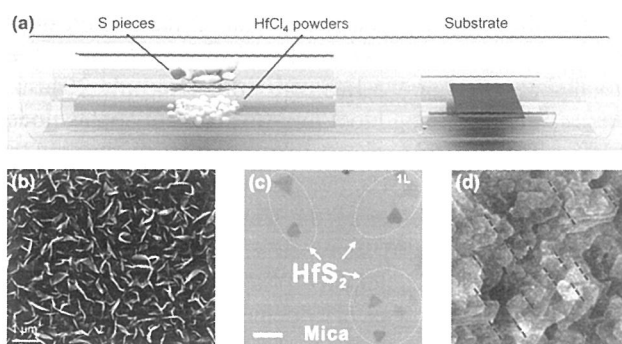 (a)
S pieces
HfCl₄ powders
Substrate
(b)
1 μm
(c)
1L
HfS₂
Mica
(d)